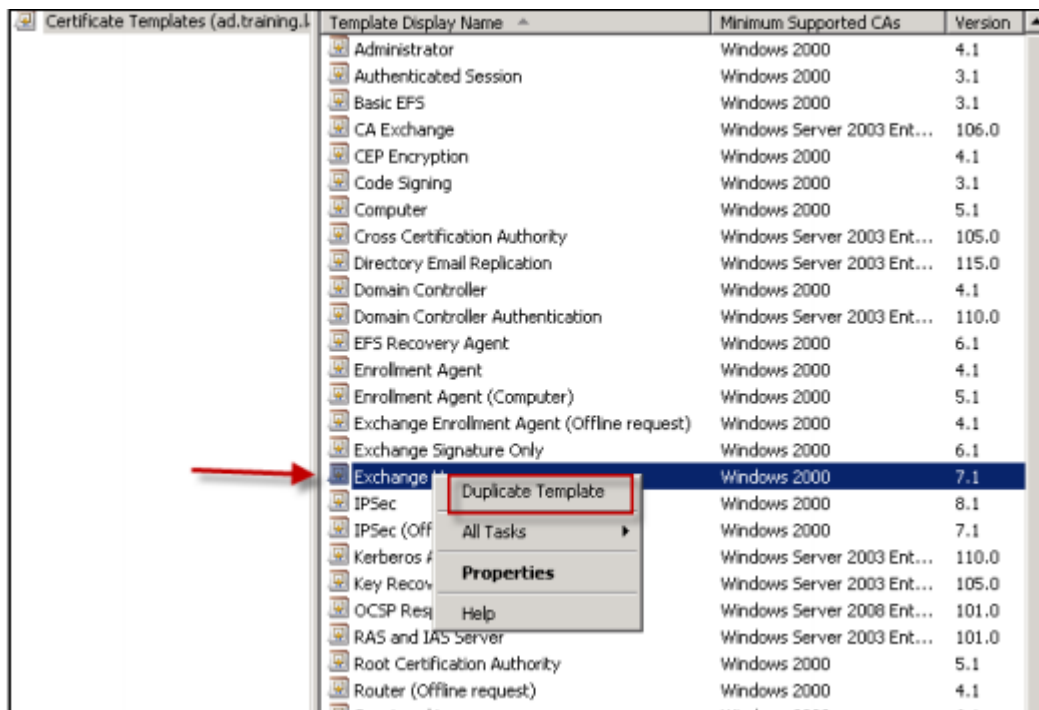 Certificate Templates (ad.training.l
Template Display Name Minimum Supported CAs Version
Administrator Windows 2000 4.1
Authenticated Session Windows 2000 3.1
Basic EFS Windows 2000 3.1
CA Exchange Windows Server 2003 Ent... 106.0
CEP Encryption Windows 2000 4.1
Code Signing Windows 2000 3.1
Computer Windows 2000 5.1
Cross Certification Authority Windows Server 2003 Ent... 105.0
Directory Email Replication Windows Server 2003 Ent... 115.0
Domain Controller Windows 2000 4.1
Domain Controller Authentication Windows Server 2003 Ent... 110.0
EFS Recovery Agent Windows 2000 6.1
Enrollment Agent Windows 2000 4.1
Enrollment Agent (Computer) Windows 2000 5.1
Exchange Enrollment Agent (Offline request) Windows 2000 4.1
Exchange Signature Only Windows 2000 6.1
Exchange Windows 2000 7.1
IPSec Windows 2000 8.1
IPSec (Off Windows 2000 7.1
Kerberos Windows Server 2003 Ent... 110.0
Key Recov Windows Server 2003 Ent... 105.0
OCSP Res Windows Server 2008 Ent... 101.0
RAS and IAS Server Windows Server 2003 Ent... 101.0
Root Certification Authority Windows 2000 5.1
Router (Offline request) Windows 2000 4.1
Duplicate Template
All Tasks
Properties
Help